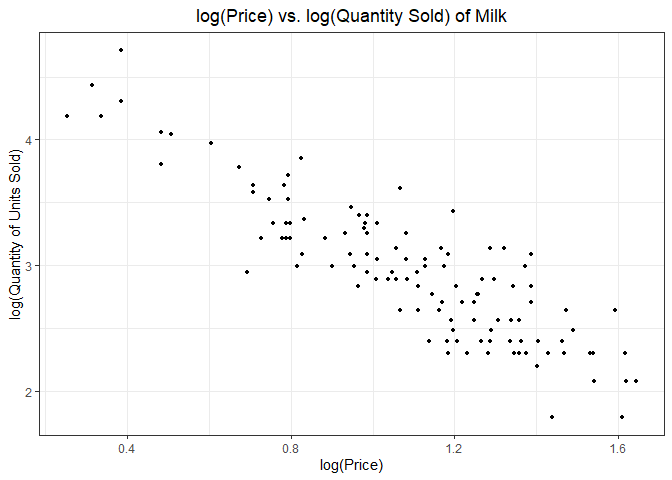 log(Price) vs. log(Quantity Sold) of Milk
log(Quantity of Units Sold)
4
3
2
0.4 0.8 1.2 1.6
log(Price)